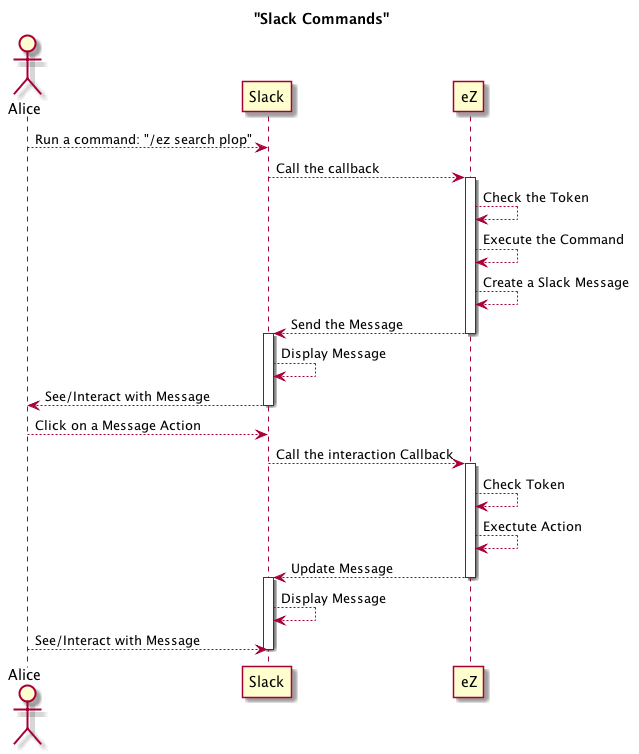 "Slack Commands"
Alice
Slack
eZ
Run a command: "/ez search plop"
Call the callback
Check the Token
Execute the Command
Create a Slack Message
Send the Message
Display Message
See/Interact with Message
Click on a Message Action
Call the interaction Callback
Check Token
Exectute Action
Update Message
Display Message
See/Interact with Message
Alice
Slack
eZ